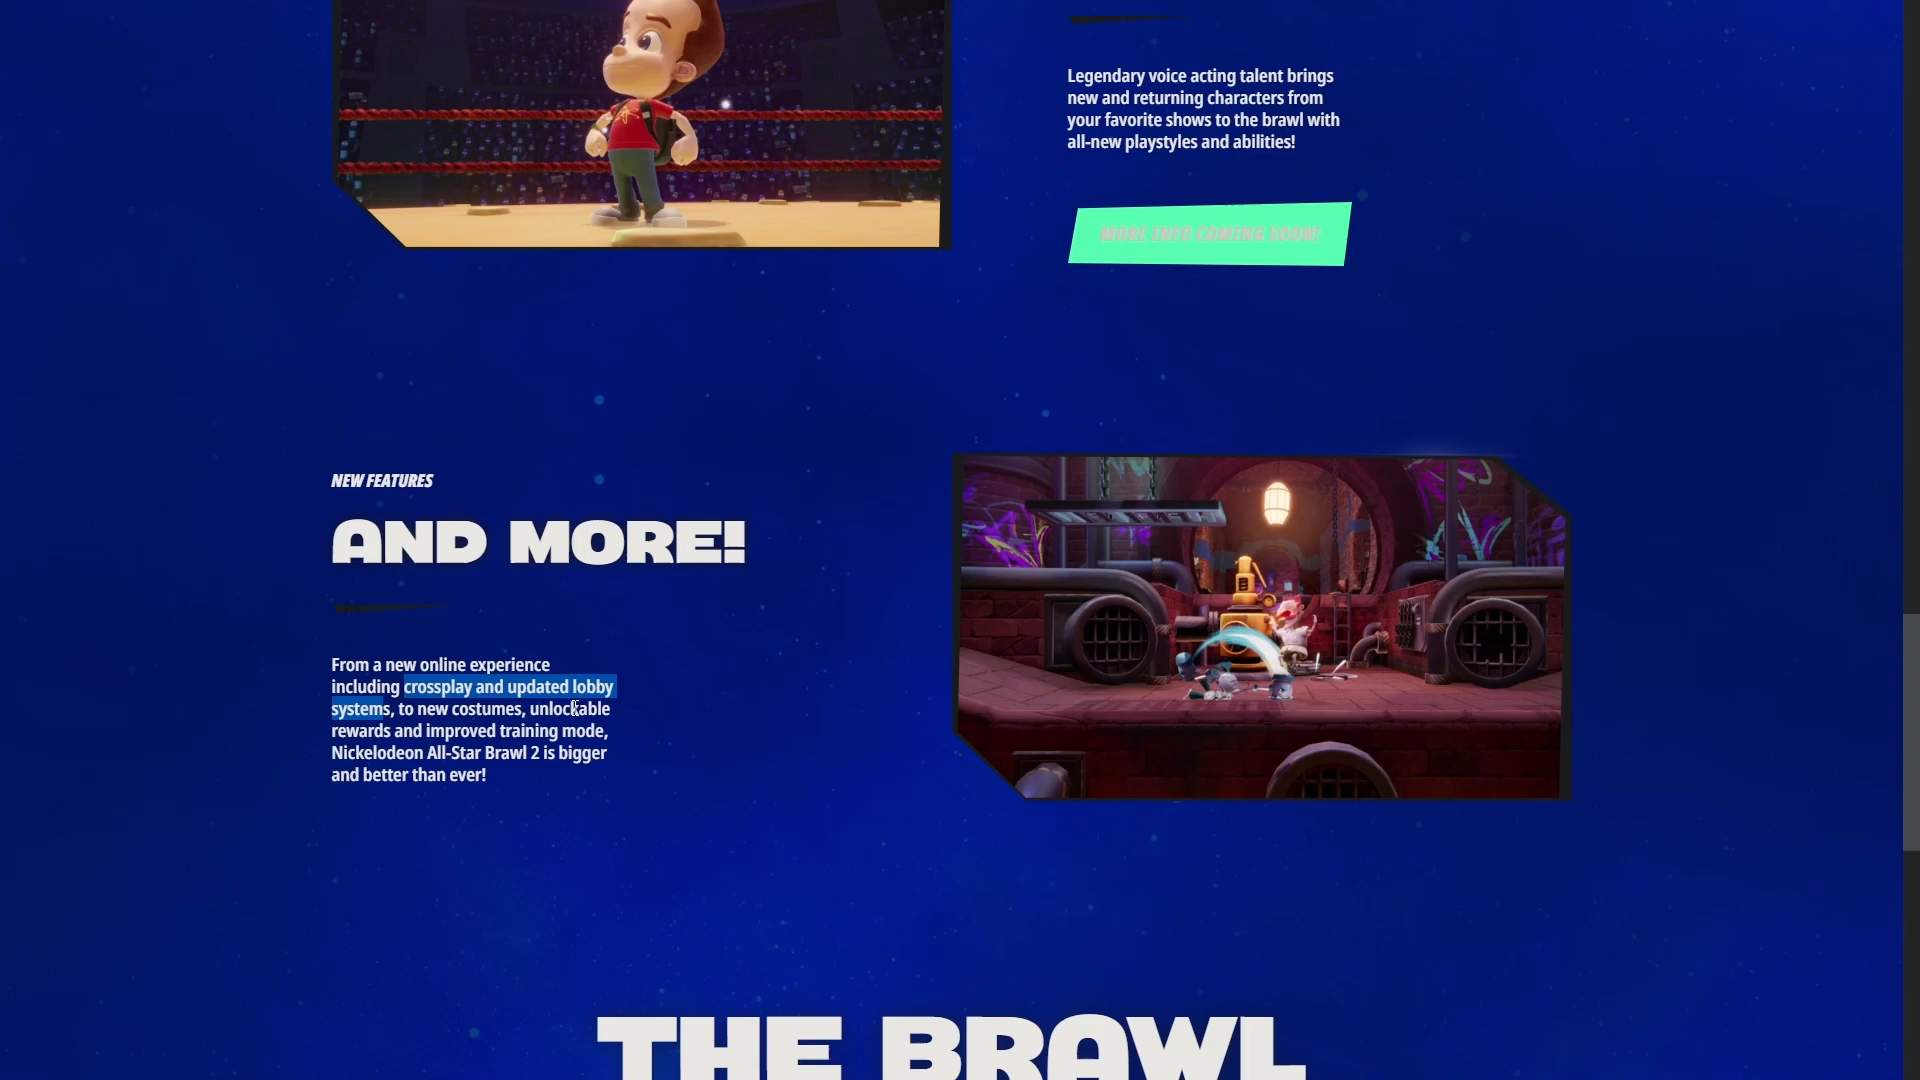 Legendary voice acting talent brings
new and returning characters from
your favorite shows to the brawl with
all-new playstyles and abilities!
MORE INFO COMING SOON!
NEW FEATURES
AND MORE!
From a new online experience
including crossplay and updated lobby
systems, to new costumes, unlockable
rewards and improved training mode,
Nickelodeon All-Star Brawl 2 is bigger
and better than ever!
THE BRAWL